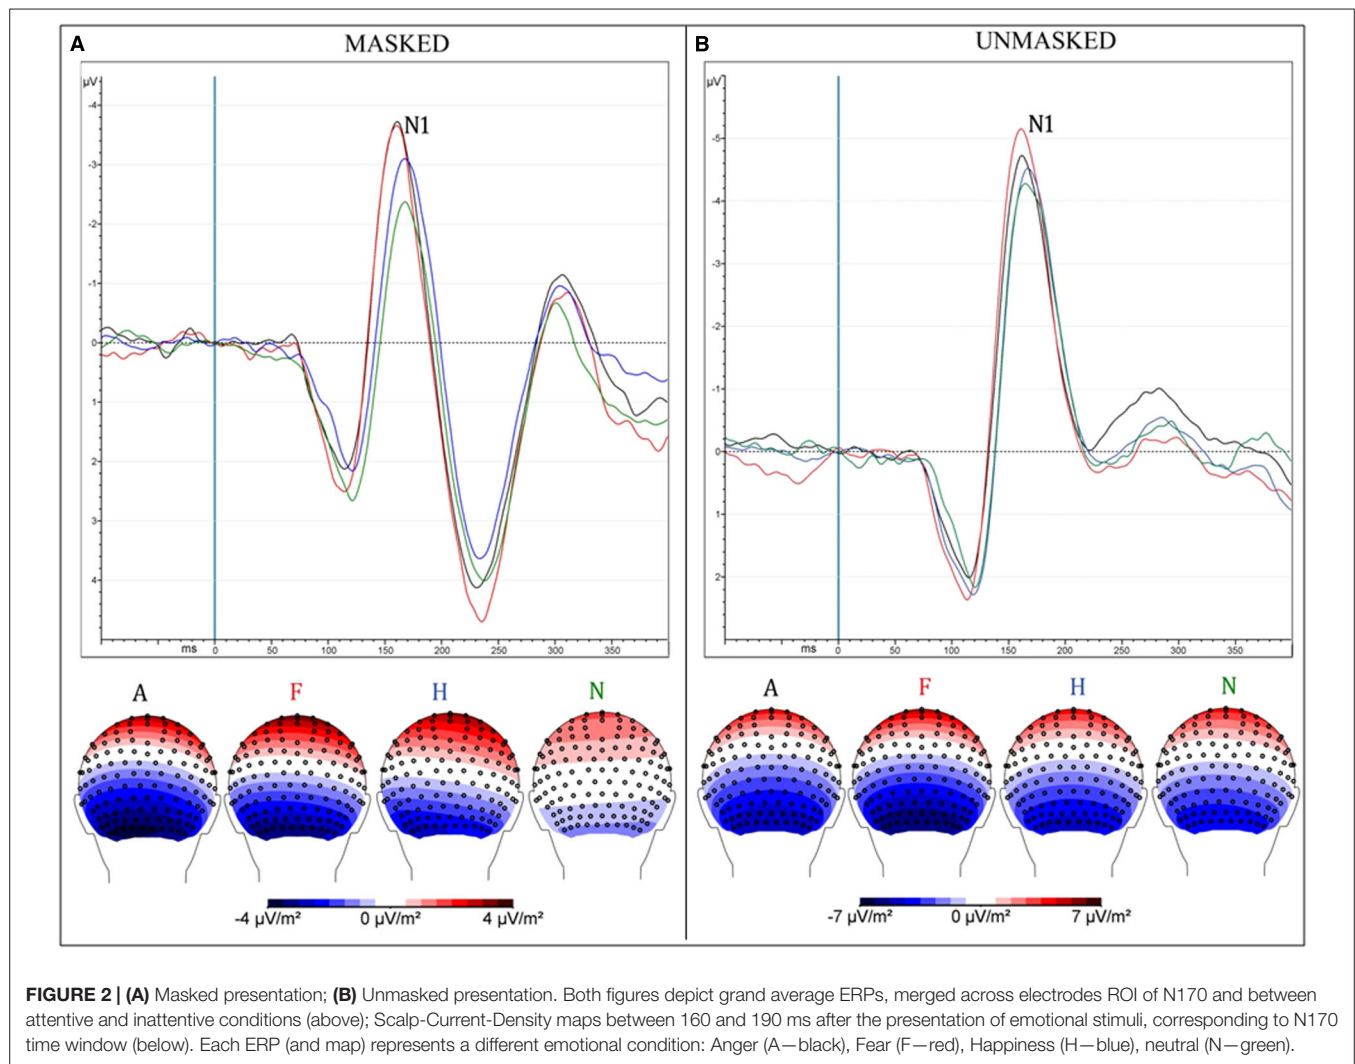 A
MASKED
µV
-4
-3
-2
-1
0
1
2
3
4
N1
ms 0 50 100 150 200 250 300 350
A F H N
-4 µV/m² 0 µV/m² 4 µV/m²
B
UNMASKED
µV
-5
-4
-3
-2
-1
0
1
2
N1
ms 0 50 100 150 200 250 300 350
A F H N
-7 µV/m² 0 µV/m² 7 µV/m²
FIGURE 2 | (A) Masked presentation; (B) Unmasked presentation. Both figures depict grand average ERPs, merged across electrodes ROI of N170 and between
attentive and inattentive conditions (above); Scalp-Current-Density maps between 160 and 190 ms after the presentation of emotional stimuli, corresponding to N170
time window (below). Each ERP (and map) represents a different emotional condition: Anger (A—black), Fear (F—red), Happiness (H—blue), neutral (N—green).